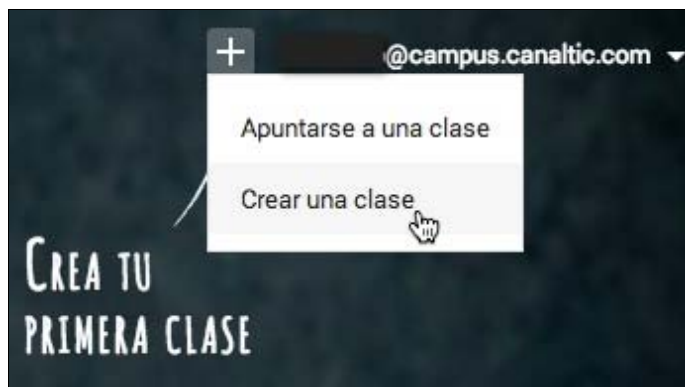 @campus.canaltic.com
Apuntarse a una clase
Crear una clase
CREA TU
PRIMERA CLASE